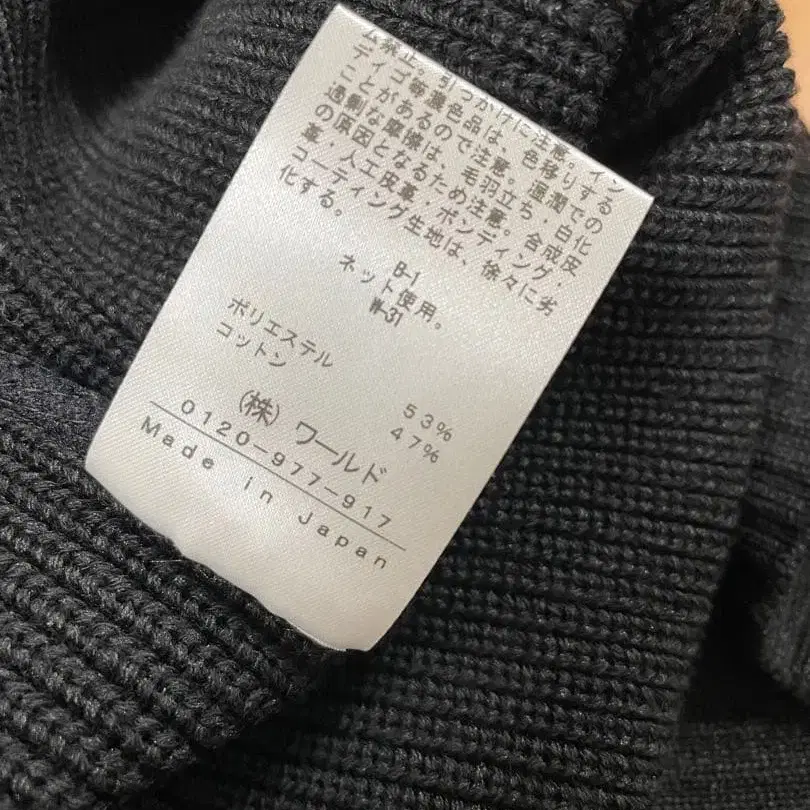 ム禁止。引っかけに注意。イン
ディゴ等濃色品は、色移りする
ことがあるので注意。湿潤での
過剰な摩擦は、毛羽立ち・白化
の原因となるため注意。合成皮
革・人工皮革・ボンディング・
コーティング生地は、徐々に劣
化する。
B-1
ネット使用。
W-31
ポリエステル 53%
コットン 47%
(株) ワールド
0120-977-917
Made in Japan